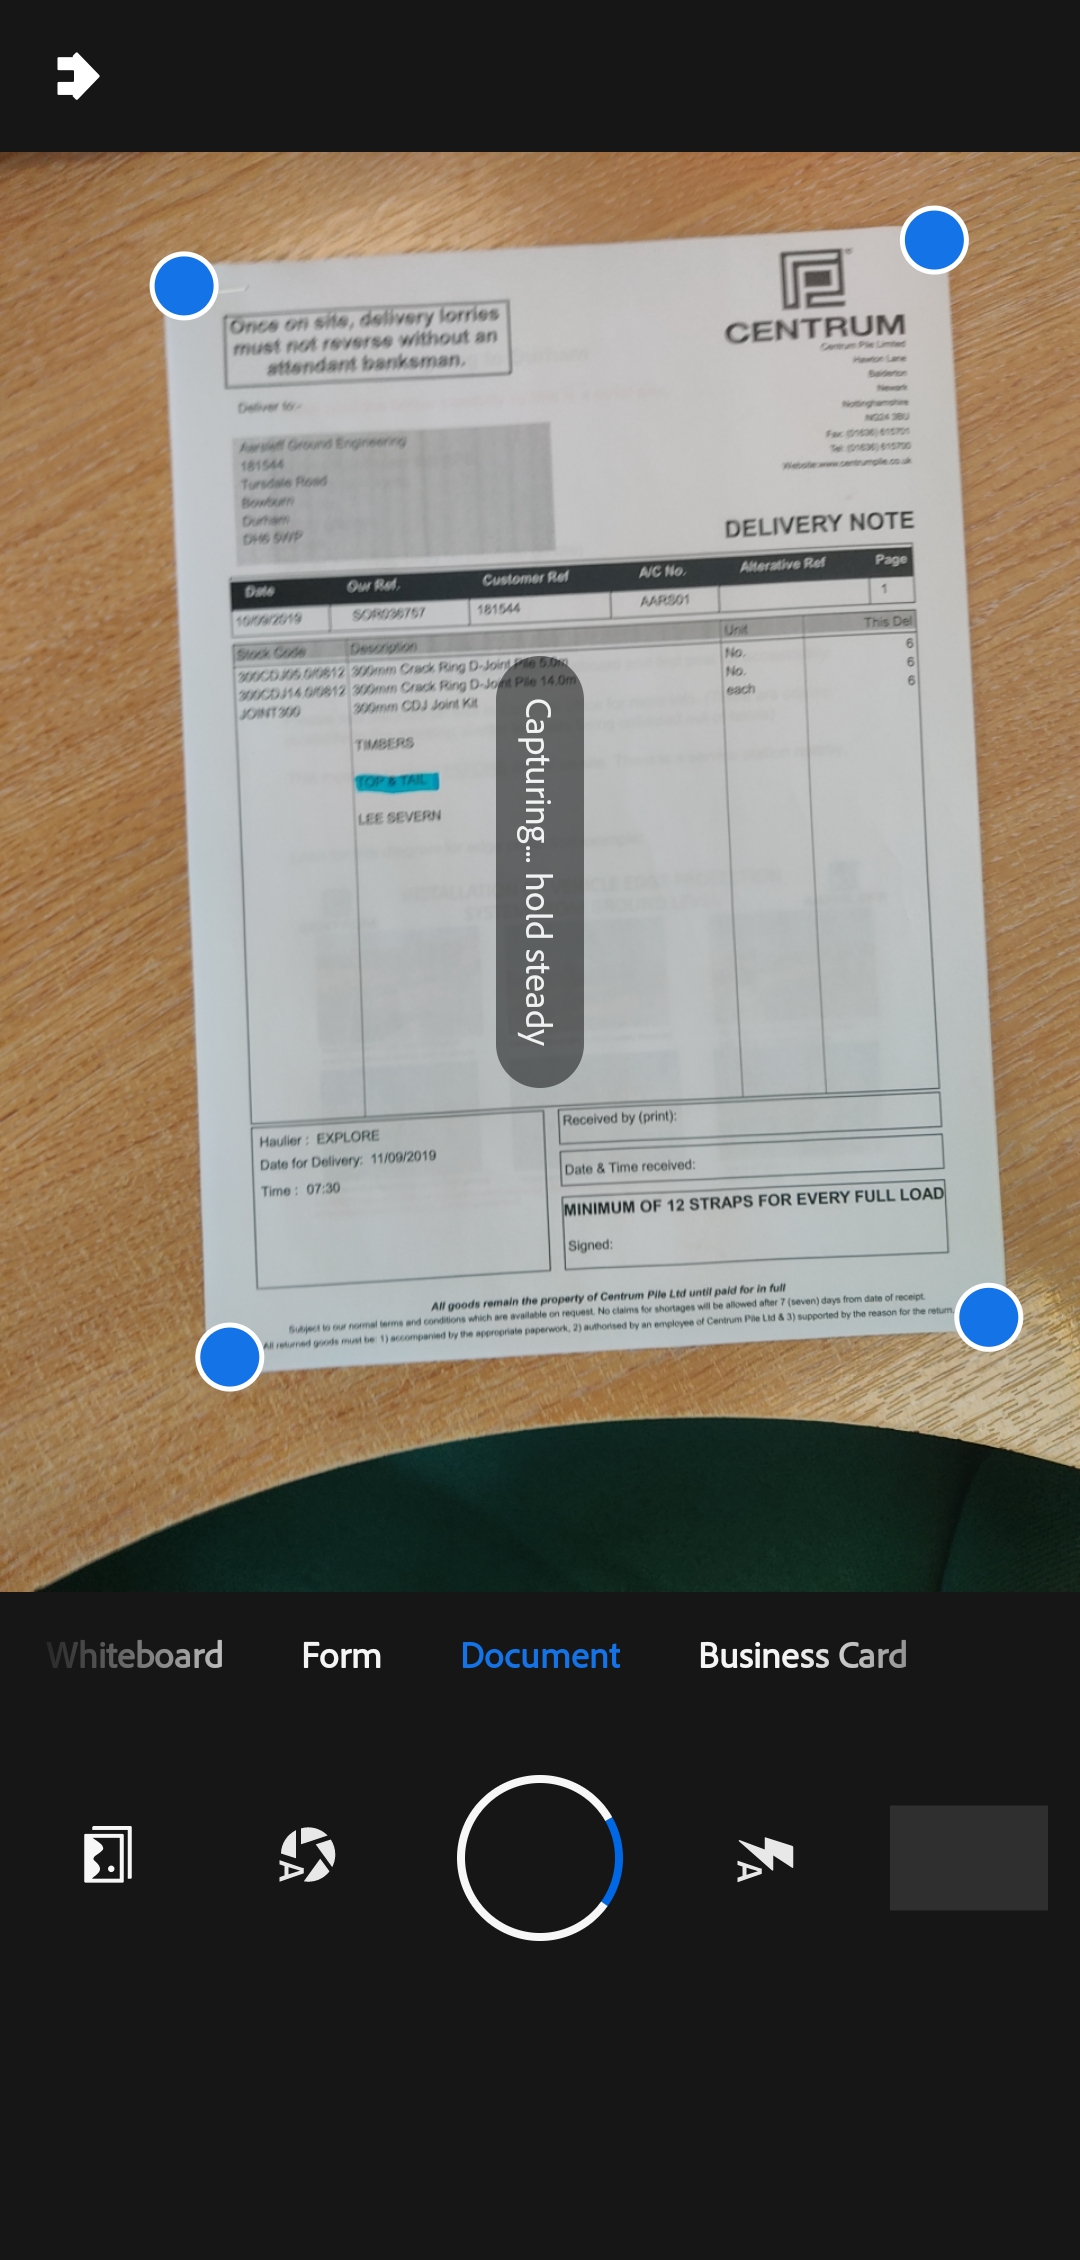 Once on site, delivery lorries
must not reverse without an
attendant banksman.
CENTRUM
Centrum Pile Limited
Hawton Lane
Balderton
Newark
Nottinghamshire
NG24 3BU
Fax: (01636) 615701
Tel: (01636) 615700
Website:www.centrumpile.co.uk
Deliver to:-
Aarsleff Ground Engineering
181544
Tursdale Road
Bowburn
Durham
DH6 5WP
DELIVERY NOTE
Date Our Ref. Customer Ref A/C No. Alterative Ref Page
10/09/2019 SOR036757 181544 AARS01 1
Stock Code Description Unit This Del
300CDJ05.0/0812 300mm Crack Ring D-Joint Pile 5.0m No. 6
300CDJ14.0/0812 300mm Crack Ring D-Joint Pile 14.0m No. 6
JOINT300 300mm CDJ Joint Kit each 6
TIMBERS
TOP & TAIL
LEE SEVERN
Capturing... hold steady
Haulier : EXPLORE
Date for Delivery: 11/09/2019
Time : 07:30
Received by (print):
Date & Time received:
MINIMUM OF 12 STRAPS FOR EVERY FULL LOAD
Signed:
All goods remain the property of Centrum Pile Ltd until paid for in full
Subject to our normal terms and conditions which are available on request. No claims for shortages will be allowed after 7 (seven) days from date of receipt.
All returned goods must be: 1) accompanied by the appropriate paperwork, 2) authorised by an employee of Centrum Pile Ltd & 3) supported by the reason for the return.
Whiteboard Form Document Business Card
A A